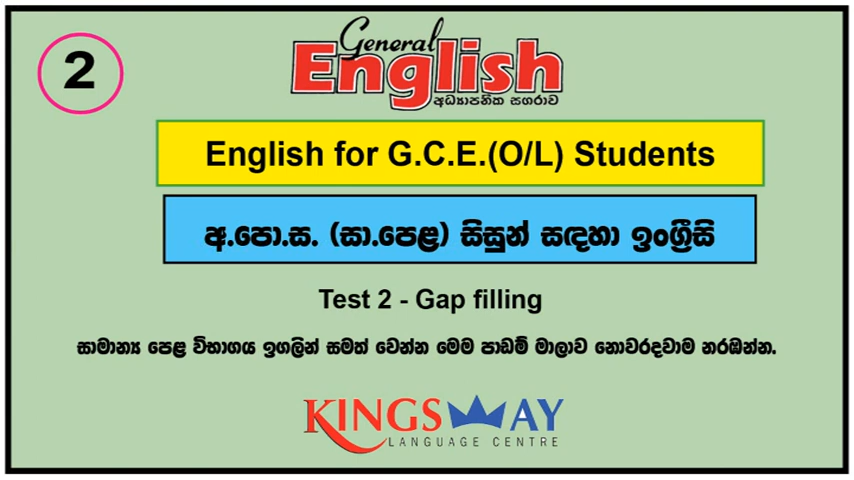 2
General
English
අධ්‍යාපනික සඟරාව
English for G.C.E.(O/L) Students
අ.පො.ස. (සා.පෙළ) සිසුන් සඳහා ඉංග්‍රීසි
Test 2 - Gap filling
සාමාන්‍ය පෙළ විභාගය ඉගලින් සමත් වෙන්න මෙම පාඩම් මාලාව නොවරදවාම නරඹන්න.
KINGSWAY
LANGUAGE CENTRE